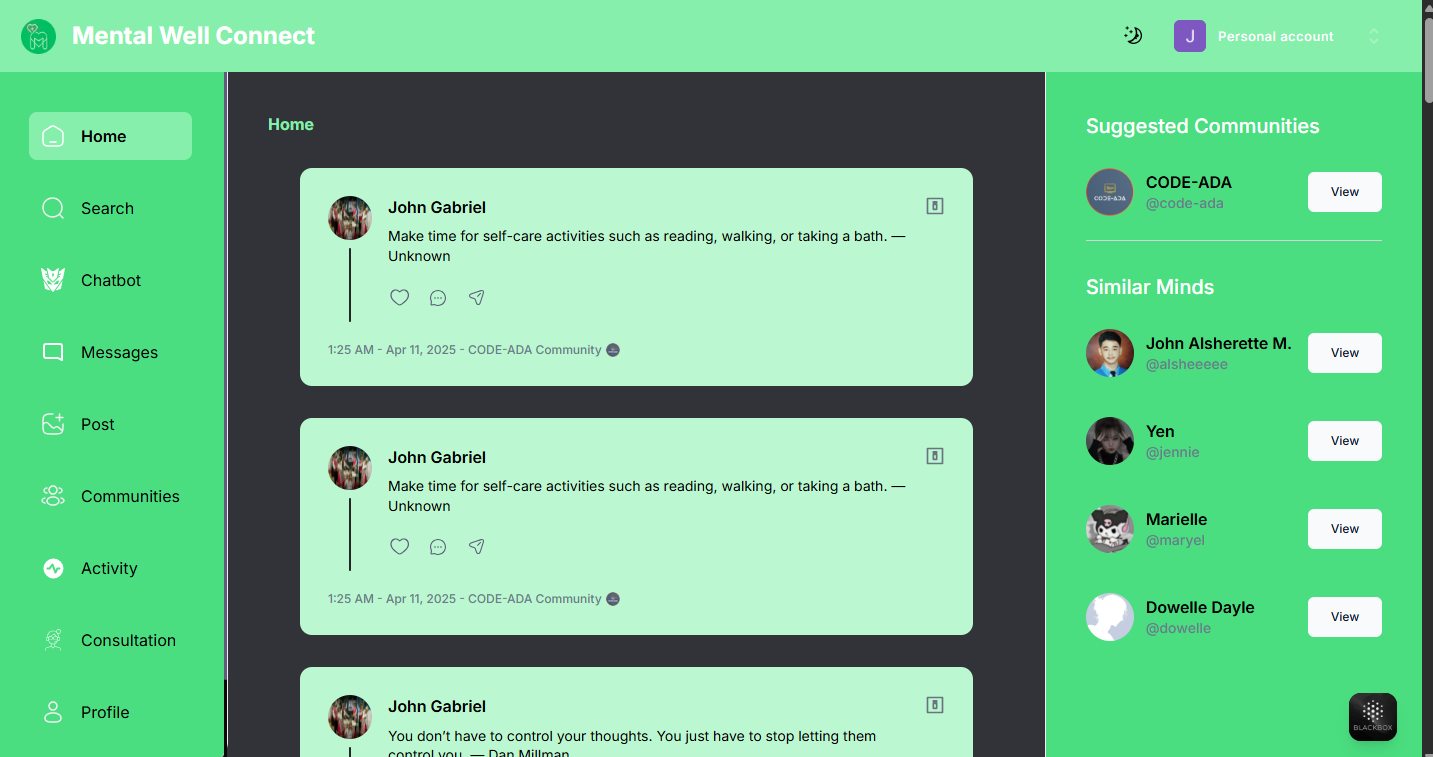 Mental Well Connect
J
Personal account
Home
Search
Chatbot
Messages
Post
Communities
Activity
Consultation
Profile
Home
John Gabriel
Make time for self-care activities such as reading, walking, or taking a bath. —
Unknown
1:25 AM - Apr 11, 2025 - CODE-ADA Community
John Gabriel
Make time for self-care activities such as reading, walking, or taking a bath. —
Unknown
1:25 AM - Apr 11, 2025 - CODE-ADA Community
John Gabriel
You don’t have to control your thoughts. You just have to stop letting them
control you. — Dan Millman
Suggested Communities
CODE-ADA
CODE-ADA
@code-ada
View
Similar Minds
John Alsherette M.
@alsheeeee
View
Yen
@jennie
View
Marielle
@maryel
View
Dowelle Dayle
@dowelle
View
BLACKBOX